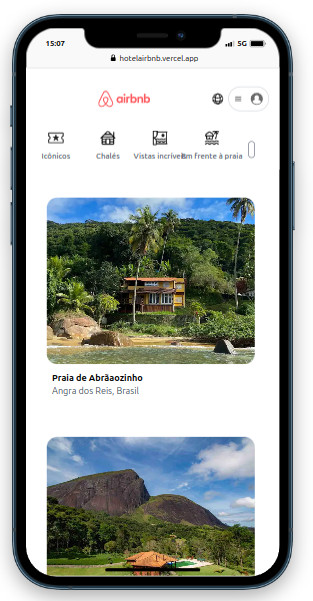 15:07
5G
hotelairbnb.vercel.app
airbnb
Icônicos
Chalés
Vistas incríveis
Em frente à praia
Praia de Abrãaozinho
Angra dos Reis, Brasil